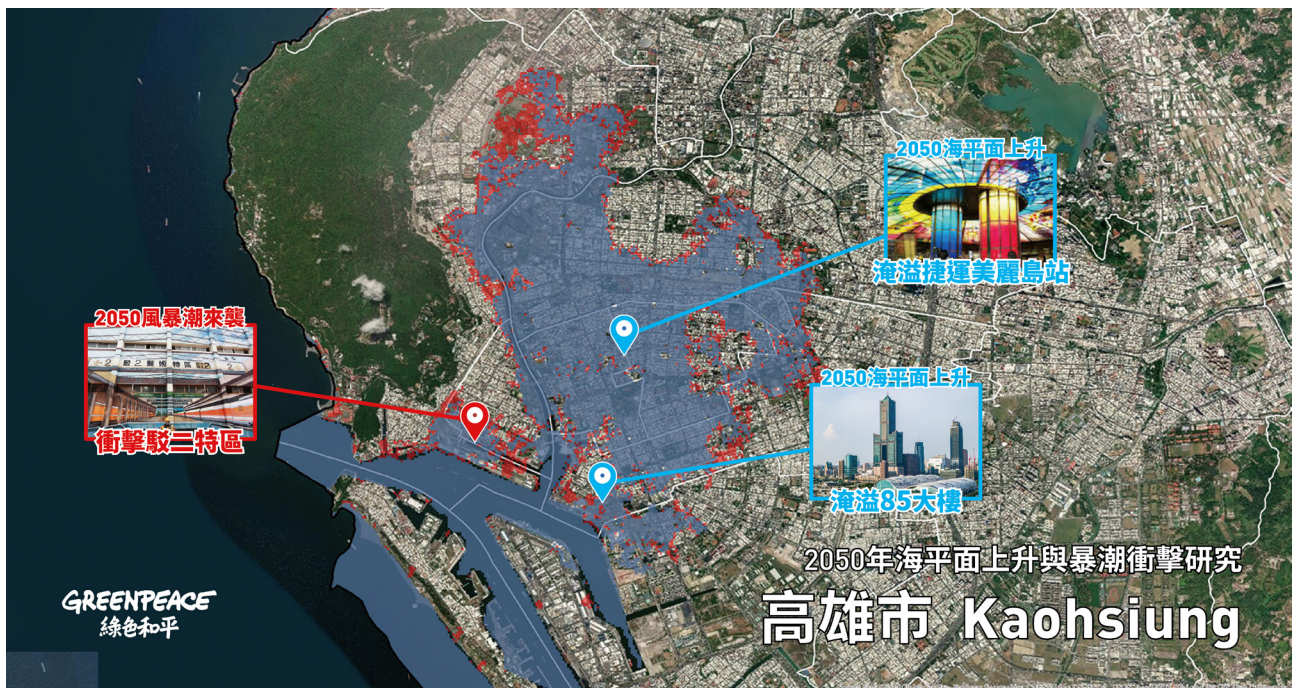 2050海平面上升
淹溢捷運美麗島站
2050風暴潮來襲
衝擊駁二特區
2050海平面上升
淹溢85大樓
2050年海平面上升與暴潮衝擊研究
高雄市 Kaohsiung
GREENPEACE
綠色和平